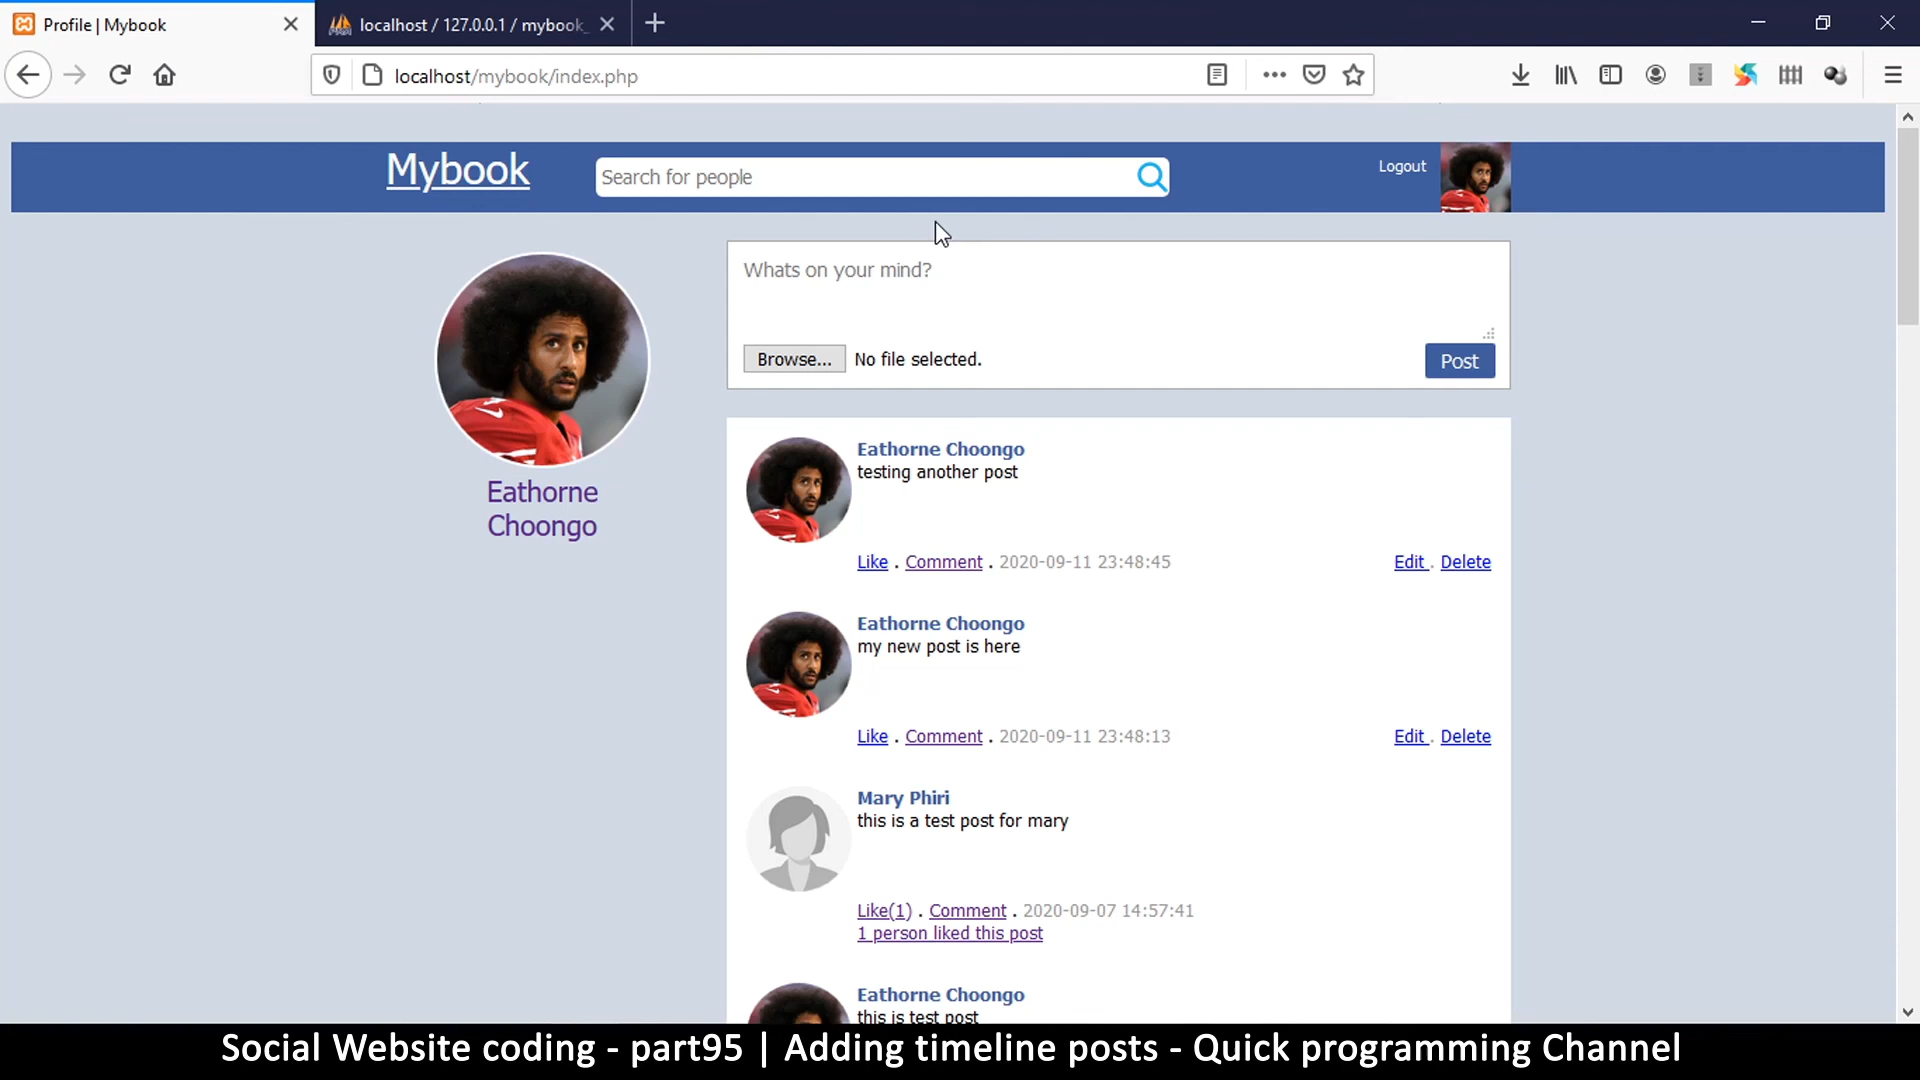 Profile | Mybook
localhost / 127.0.0.1 / mybook_
localhost/mybook/index.php
Mybook
Search for people
Logout
Whats on your mind?
Browse... No file selected.
Post
Eathorne
Choongo
Eathorne Choongo
testing another post
Like . Comment . 2020-09-11 23:48:45
Edit . Delete
Eathorne Choongo
my new post is here
Like . Comment . 2020-09-11 23:48:13
Edit . Delete
Mary Phiri
this is a test post for mary
Like(1) . Comment . 2020-09-07 14:57:41
1 person liked this post
Eathorne Choongo
this is test post
Social Website coding - part95 | Adding timeline posts - Quick programming Channel